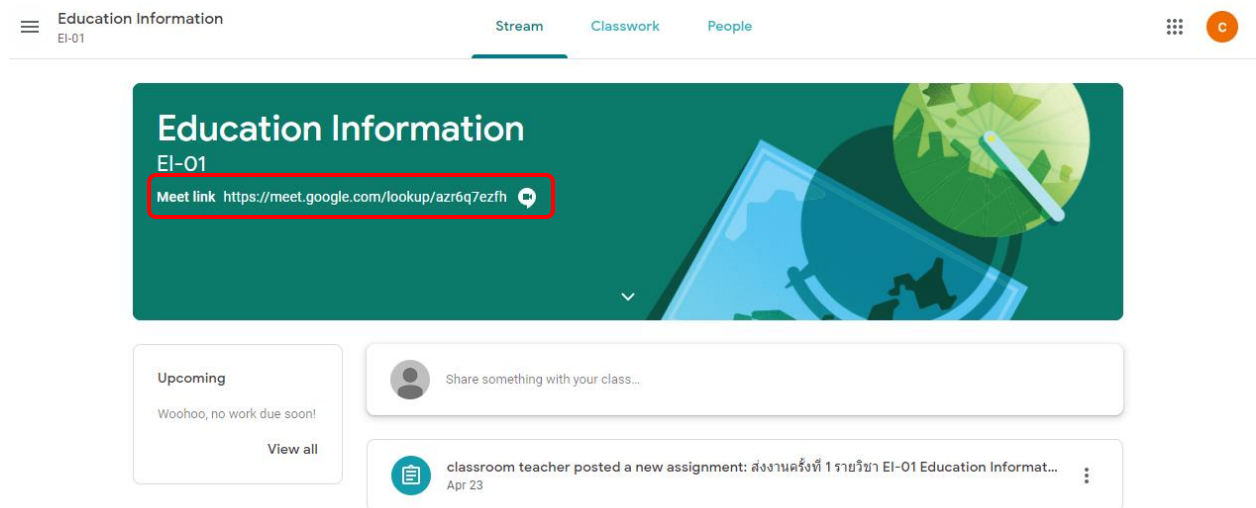 Education Information
EI-01
Stream
Classwork
People
C
Education Information
EI-01
Meet link https://meet.google.com/lookup/azr6q7ezfh
Upcoming
Woohoo, no work due soon!
View all
Share something with your class...
classroom teacher posted a new assignment: ส่งงานครั้งที่ 1 รายวิชา EI-01 Education Informat...
Apr 23